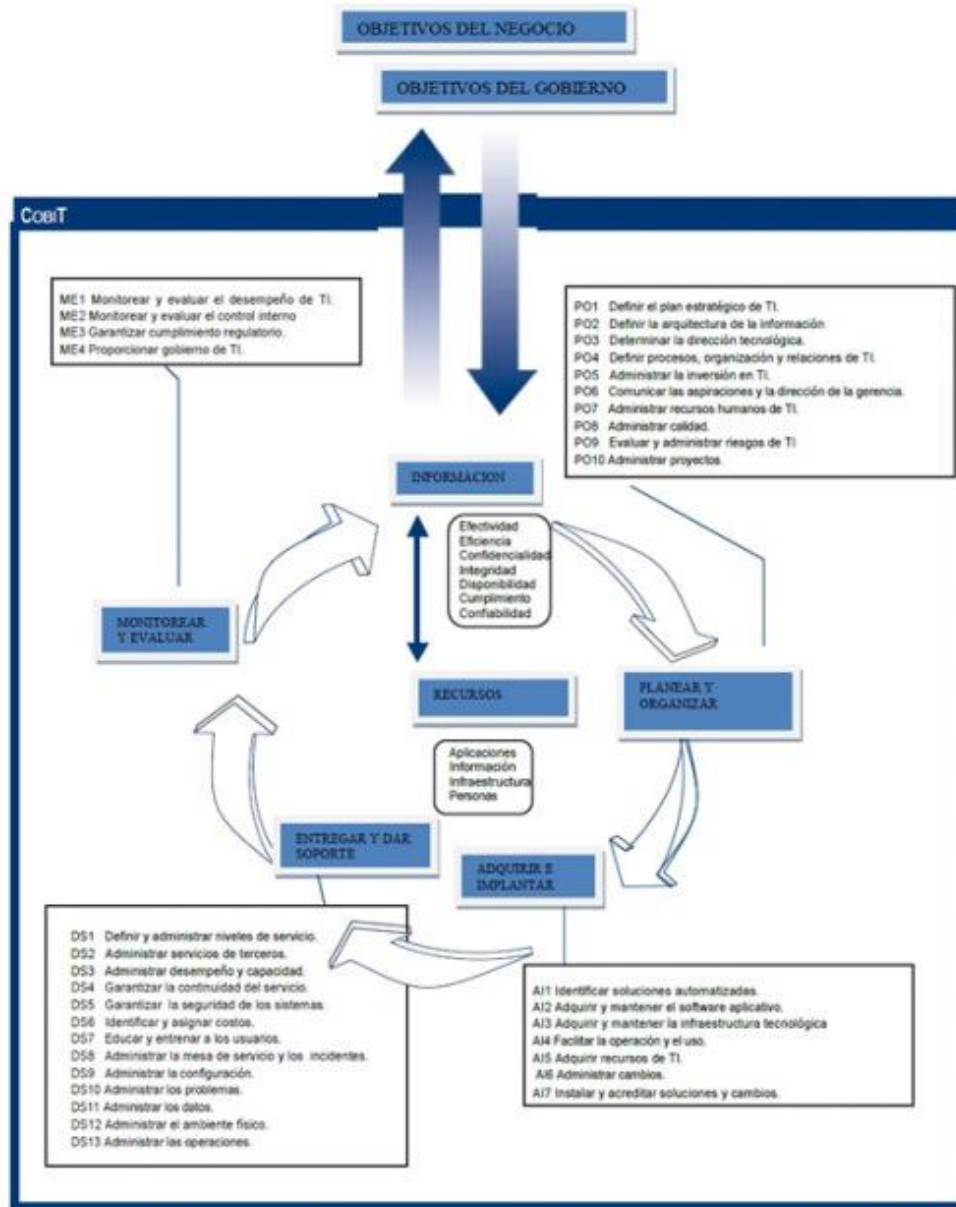 OBJETIVOS DEL NEGOCIO
OBJETIVOS DEL GOBIERNO
COBIT
ME1 Monitorear y evaluar el desempeño de TI.
ME2 Monitorear y evaluar el control interno
ME3 Garantizar cumplimiento regulatorio.
ME4 Proporcionar gobierno de TI.
PO1 Definir el plan estratégico de TI.
PO2 Definir la arquitectura de la información
PO3 Determinar la dirección tecnológica.
PO4 Definir procesos, organización y relaciones de TI.
PO5 Administrar la inversión en TI.
PO6 Comunicar las aspiraciones y la dirección de la gerencia.
PO7 Administrar recursos humanos de TI.
PO8 Administrar calidad.
PO9 Evaluar y administrar riesgos de TI
PO10 Administrar proyectos.
INFORMACION
Efectividad
Eficiencia
Confidencialidad
Integridad
Disponibilidad
Cumplimiento
Confiabilidad
MONITOREAR
Y EVALUAR
RECURSOS
PLANEAR Y
ORGANIZAR
Aplicaciones
Información
Infraestructura
Personas
ENTREGAR Y DAR
SOPORTE
ADQUIRIR E
IMPLANTAR
DS1 Definir y administrar niveles de servicio.
DS2 Administrar servicios de terceros.
DS3 Administrar desempeño y capacidad.
DS4 Garantizar la continuidad del servicio.
DS5 Garantizar la seguridad de los sistemas.
DS6 Identificar y asignar costos.
DS7 Educar y entrenar a los usuarios.
DS8 Administrar la mesa de servicio y los incidentes.
DS9 Administrar la configuración.
DS10 Administrar los problemas.
DS11 Administrar los datos.
DS12 Administrar el ambiente físico.
DS13 Administrar las operaciones.
AI1 Identificar soluciones automatizadas.
AI2 Adquirir y mantener el software aplicativo.
AI3 Adquirir y mantener la infraestructura tecnológica
AI4 Facilitar la operación y el uso.
AI5 Adquirir recursos de TI.
AI6 Administrar cambios.
AI7 Instalar y acreditar soluciones y cambios.